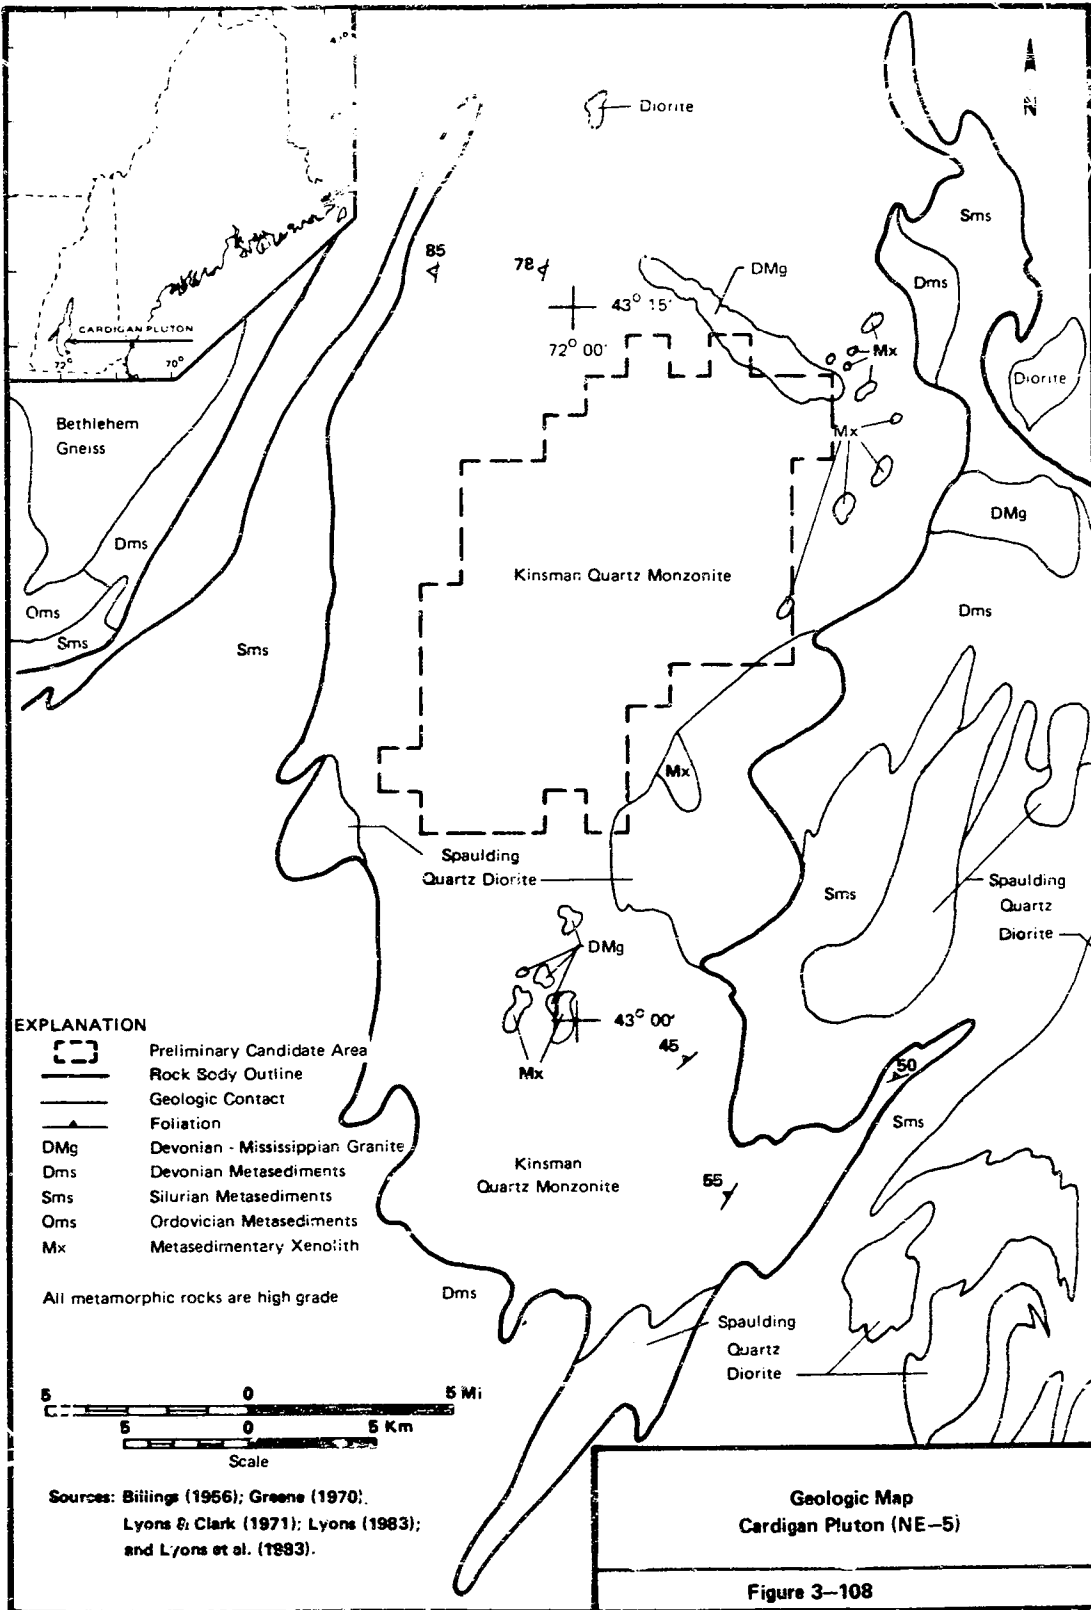 Diorite
N
Sms
85
78
DMg
43° 15'
72° 00'
Dms
Mx
Diorite
CARDIGAN PLUTON
72°
70°
Bethlehem
Gneiss
Mx
DMg
Dms
Kinsman Quartz Monzonite
Oms
Sms
Sms
Dms
Mx
Spaulding
Quartz Diorite
Sms
Spaulding
Quartz
Diorite
DMg
43° 00'
45
50
Mx
Sms
EXPLANATION
Preliminary Candidate Area
Rock Body Outline
Geologic Contact
Foliation
DMg Devonian - Mississippian Granite
Dms Devonian Metasediments
Sms Silurian Metasediments
Oms Ordovician Metasediments
Mx Metasedimentary Xenolith
All metamorphic rocks are high grade
Kinsman
Quartz Monzonite
55
Dms
Spaulding
Quartz
Diorite
5 0 5 Mi
5 0 5 Km
Scale
Sources: Billings (1956); Greene (1970);
Lyons & Clark (1971); Lyons (1983);
and Lyons et al. (1983).
Geologic Map
Cardigan Pluton (NE-5)
Figure 3-108